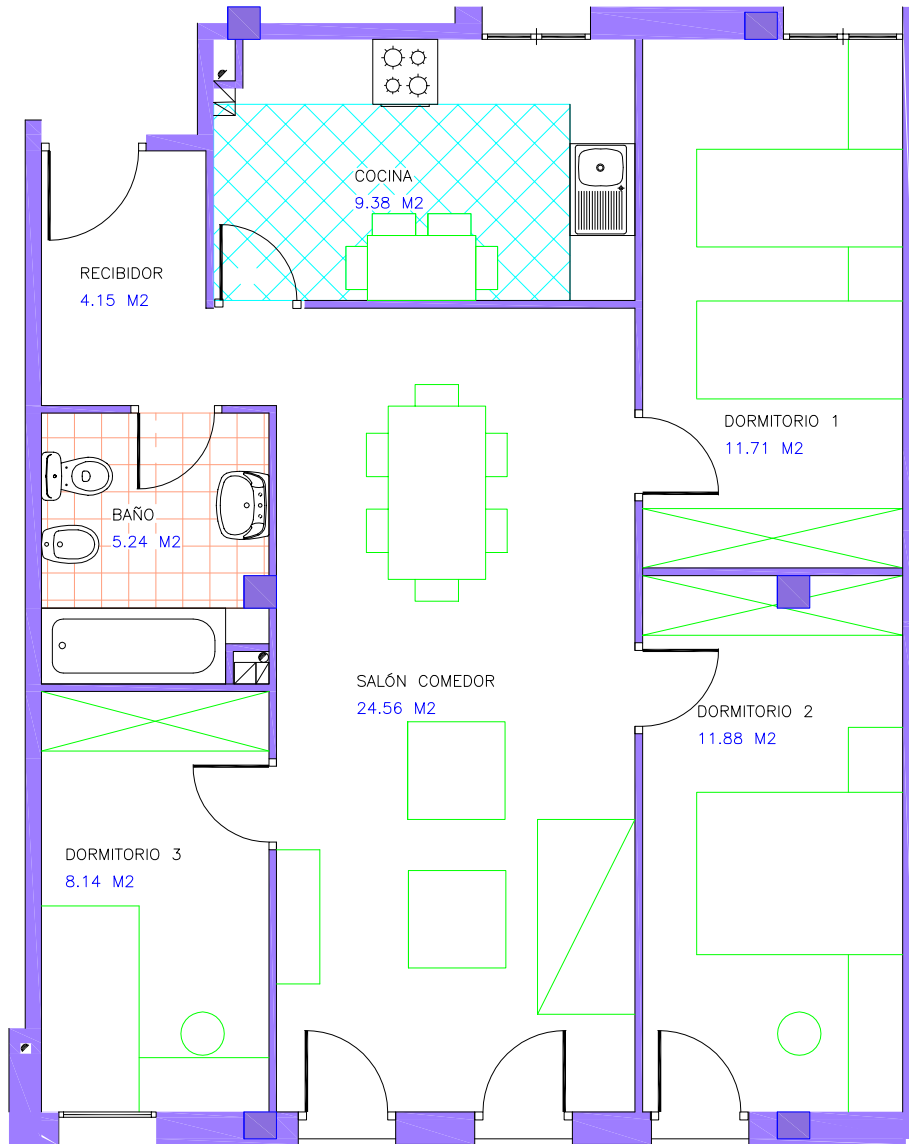 COCINA
9.38 M2
RECIBIDOR
4.15 M2
DORMITORIO 1
11.71 M2
BAÑO
5.24 M2
SALÓN COMEDOR
24.56 M2
DORMITORIO 2
11.88 M2
DORMITORIO 3
8.14 M2